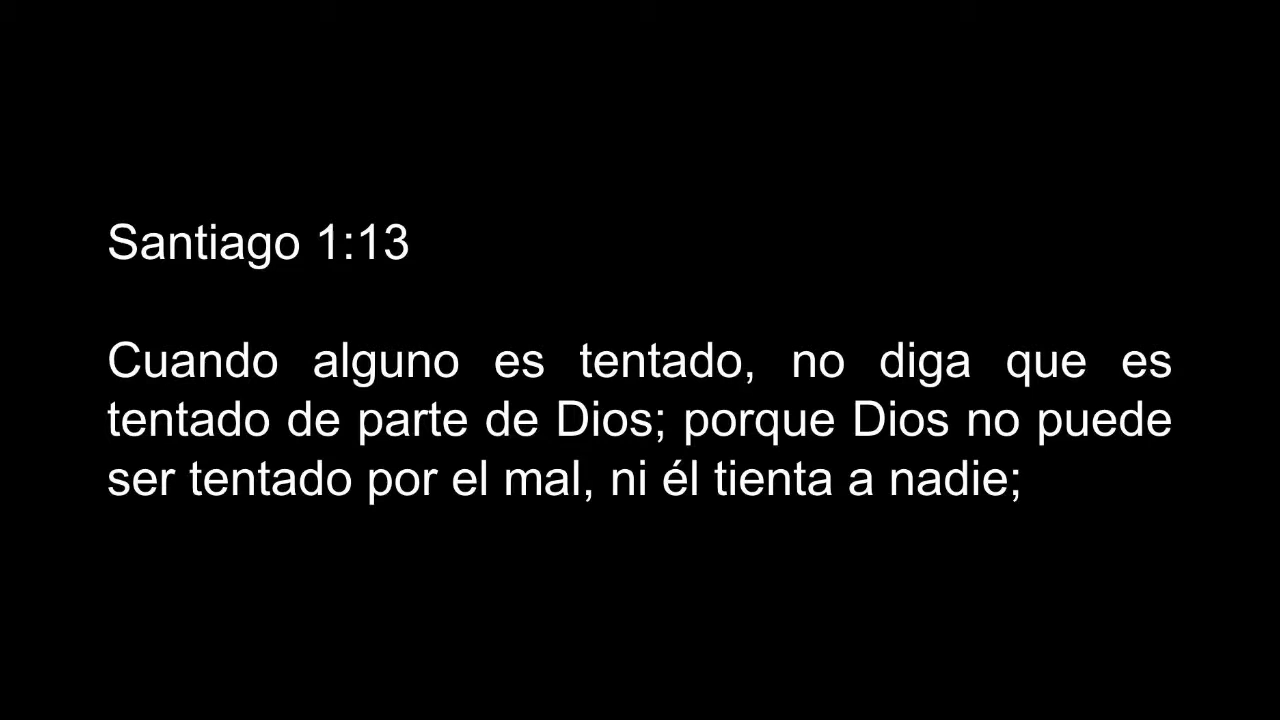 Santiago 1:13
Cuando alguno es tentado, no diga que es
tentado de parte de Dios; porque Dios no puede
ser tentado por el mal, ni él tienta a nadie;